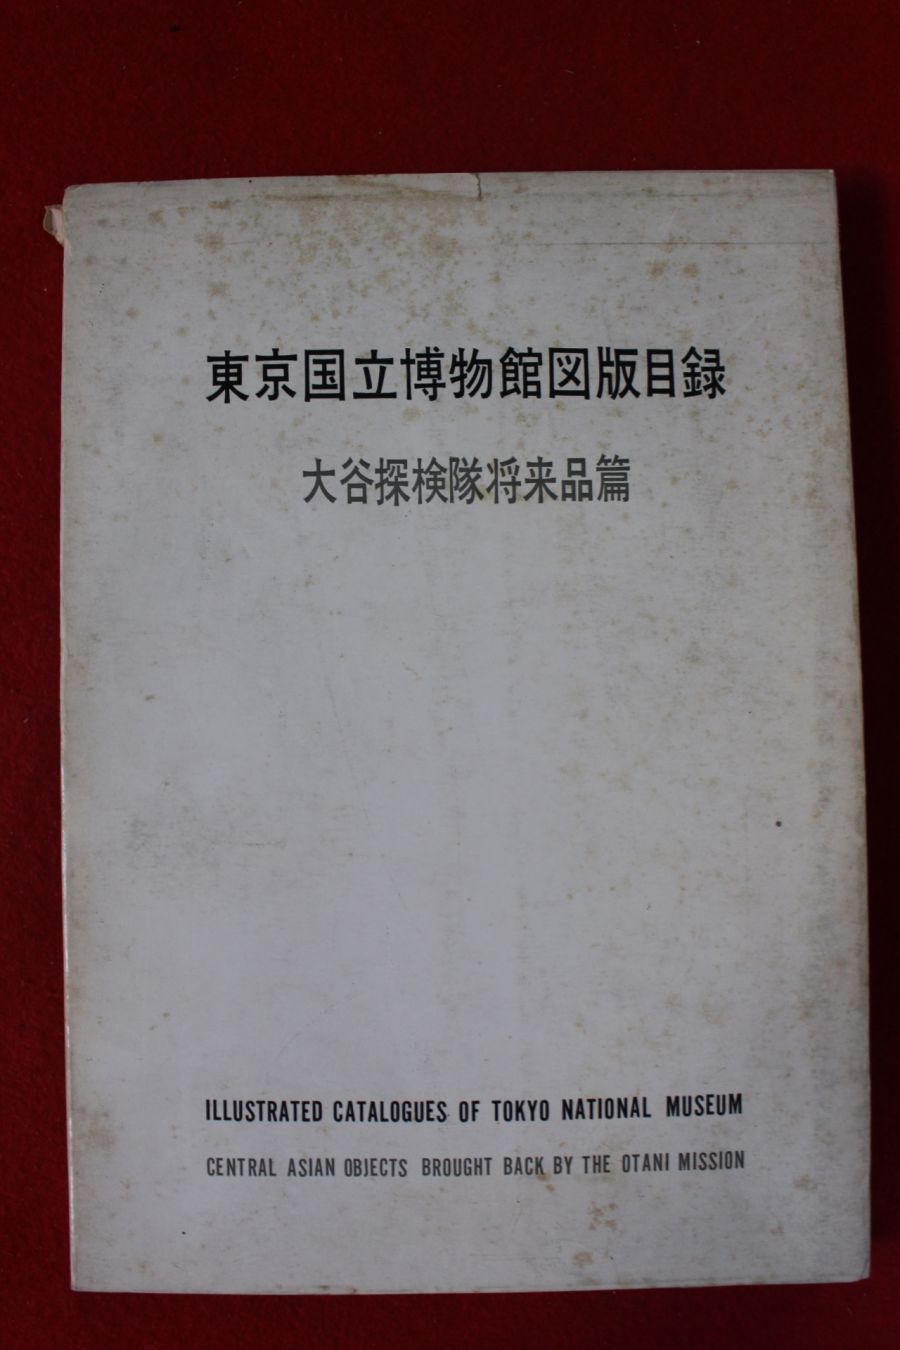 東京国立博物館図版目録
大谷探検隊将来品篇
ILLUSTRATED CATALOGUES OF TOKYO NATIONAL MUSEUM
CENTRAL ASIAN OBJECTS BROUGHT BACK BY THE OTANI MISSION